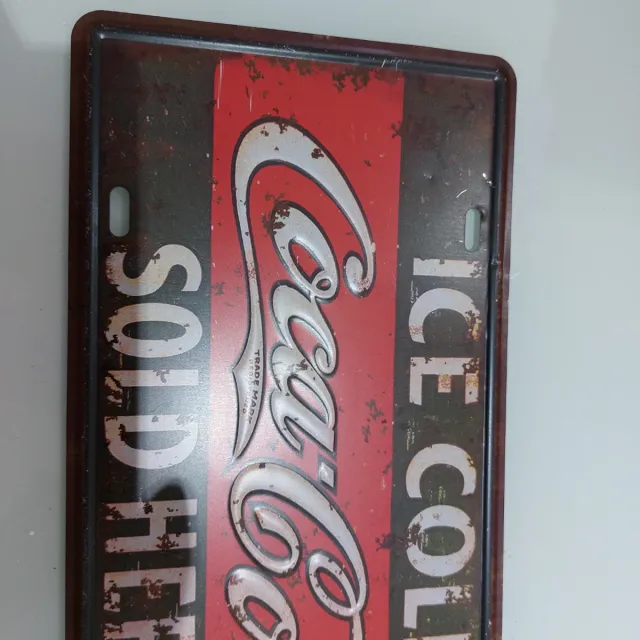 ICE COL
Coca-Co
TRADE MARK
SOLD HER